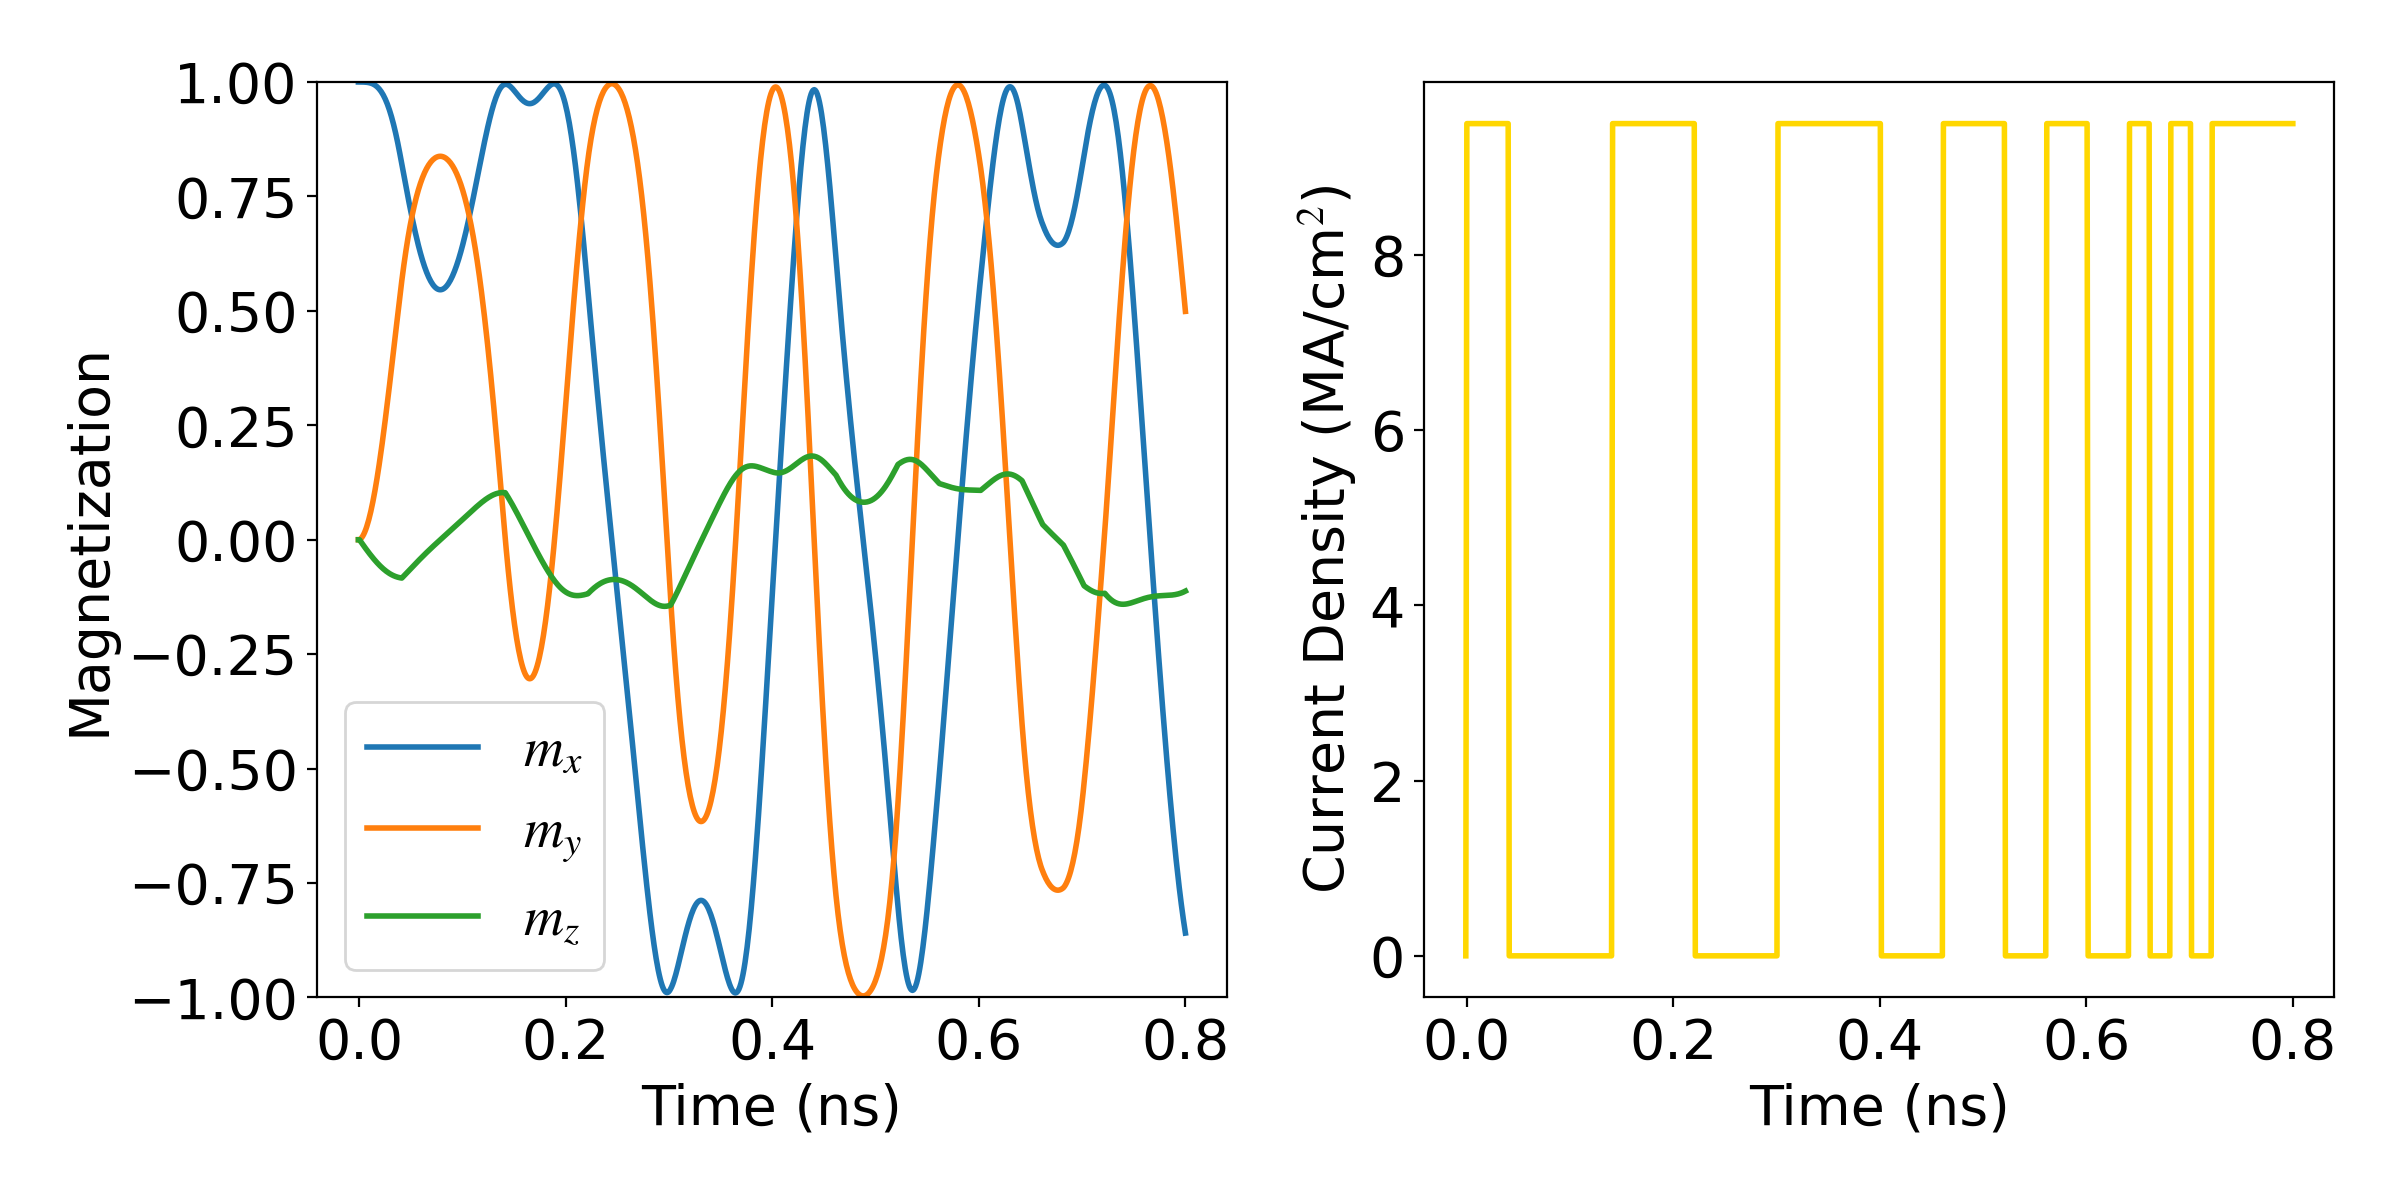 Magnetization
1.00
0.75
0.50
0.25
0.00
−0.25
−0.50
−0.75
−1.00
m_x
m_y
m_z
0.0 0.2 0.4 0.6 0.8
Time (ns)
Current Density (MA/cm²)
8
6
4
2
0
0.0 0.2 0.4 0.6 0.8
Time (ns)